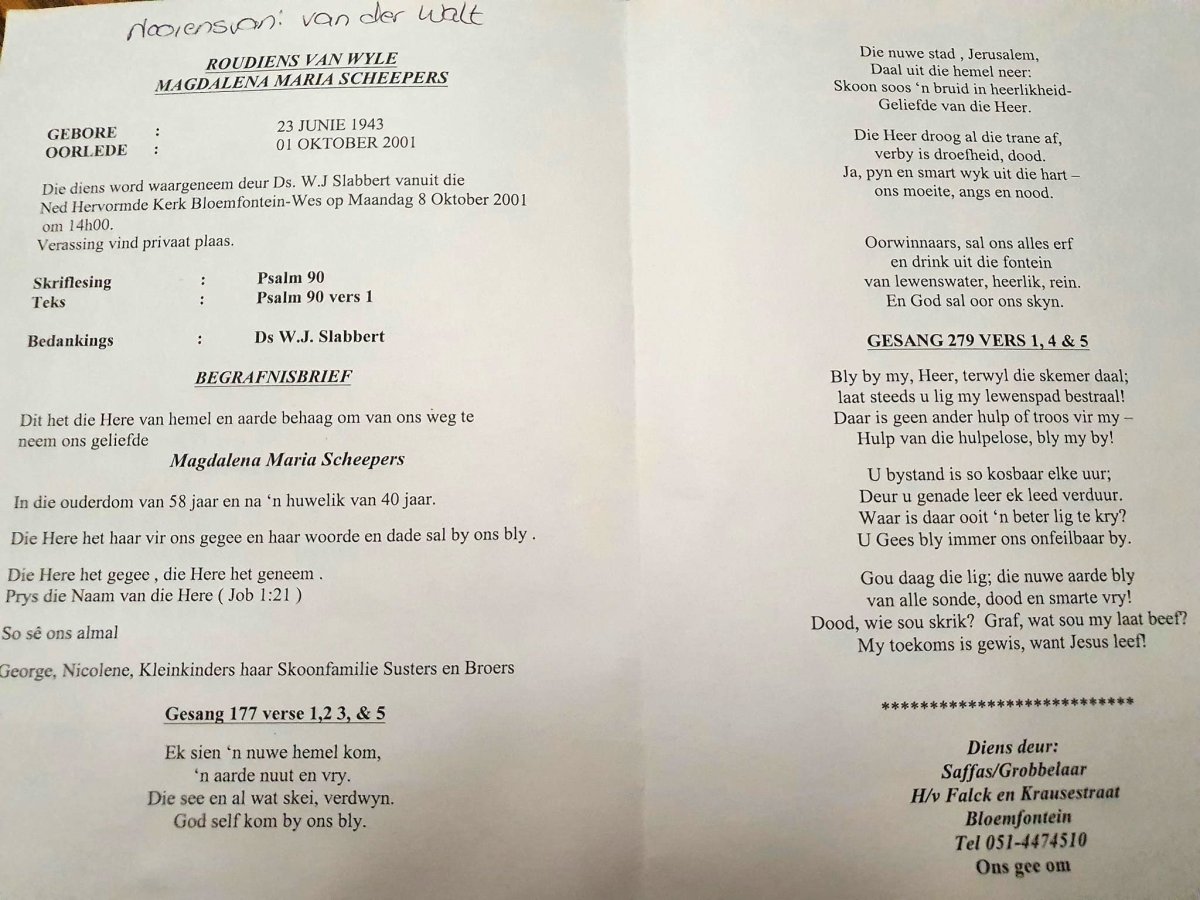 Nooiensvan: van der Walt
ROUDIENS VAN WYLE
MAGDALENA MARIA SCHEEPERS
GEBORE : 23 JUNIE 1943
OORLEDE : 01 OKTOBER 2001
Die diens word waargeneem deur Ds. W.J Slabbert vanuit die
Ned Hervormde Kerk Bloemfontein-Wes op Maandag 8 Oktober 2001
om 14h00.
Verassing vind privaat plaas.
Skriflesing : Psalm 90
Teks : Psalm 90 vers 1
Bedankings : Ds W.J. Slabbert
BEGRAFNISBRIEF
Dit het die Here van hemel en aarde behaag om van ons weg te
neem ons geliefde
Magdalena Maria Scheepers
In die ouderdom van 58 jaar en na ‘n huwelik van 40 jaar.
Die Here het haar vir ons gegee en haar woorde en dade sal by ons bly .
Die Here het gegee , die Here het geneem .
Prys die Naam van die Here ( Job 1:21 )
So sê ons almal
George, Nicolene, Kleinkinders haar Skoonfamilie Susters en Broers
Gesang 177 verse 1,2 3, & 5
Ek sien ‘n nuwe hemel kom,
‘n aarde nuut en vry.
Die see en al wat skei, verdwyn.
God self kom by ons bly.
Die nuwe stad , Jerusalem,
Daal uit die hemel neer:
Skoon soos ‘n bruid in heerlikheid-
Geliefde van die Heer.
Die Heer droog al die trane af,
verby is droefheid, dood.
Ja, pyn en smart wyk uit die hart –
ons moeite, angs en nood.
Oorwinnaars, sal ons alles erf
en drink uit die fontein
van lewenswater, heerlik, rein.
En God sal oor ons skyn.
GESANG 279 VERS 1, 4 & 5
Bly by my, Heer, terwyl die skemer daal;
laat steeds u lig my lewenspad bestraal!
Daar is geen ander hulp of troos vir my –
Hulp van die hulpelose, bly my by!
U bystand is so kosbaar elke uur;
Deur u genade leer ek leed verduur.
Waar is daar ooit ‘n beter lig te kry?
U Gees bly immer ons onfeilbaar by.
Gou daag die lig; die nuwe aarde bly
van alle sonde, dood en smarte vry!
Dood, wie sou skrik? Graf, wat sou my laat beef?
My toekoms is gewis, want Jesus leef!
**************************
Diens deur:
Saffas/Grobbelaar
H/v Falck en Krausestraat
Bloemfontein
Tel 051-4474510
Ons gee om